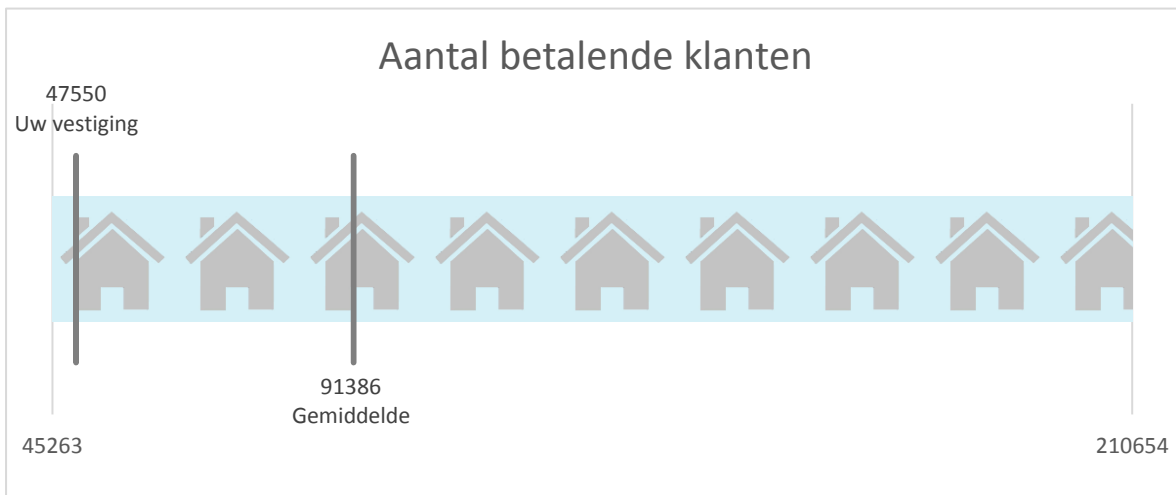 Aantal betalende klanten
47550
Uw vestiging
91386
Gemiddelde
45263
210654